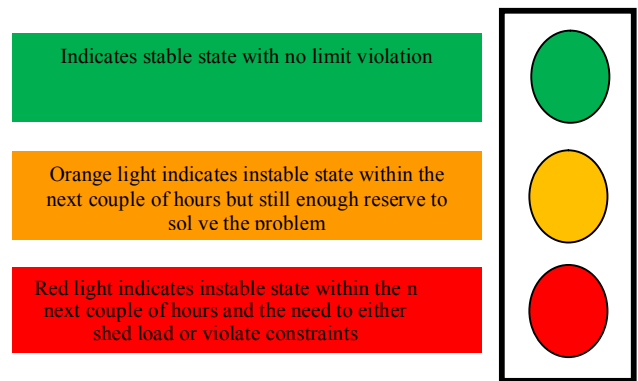 Indicates stable state with no limit violation
Orange light indicates instable state within the
next couple of hours but still enough reserve to
sol ve the problem
Red light indicates instable state within the n
next couple of hours and the need to either
shed load or violate constraints